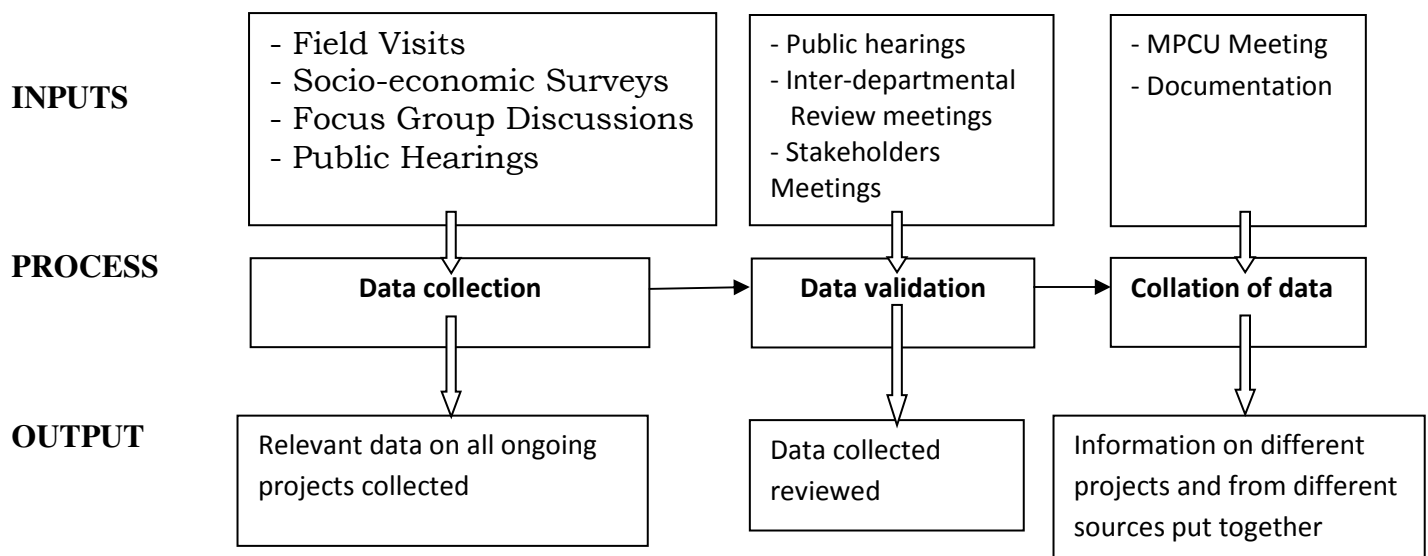 INPUTS
- Field Visits
- Socio-economic Surveys
- Focus Group Discussions
- Public Hearings
- Public hearings
- Inter-departmental
Review meetings
- Stakeholders
Meetings
- MPCU Meeting
- Documentation
PROCESS
Data collection
Data validation
Collation of data
OUTPUT
Relevant data on all ongoing
projects collected
Data collected
reviewed
Information on different
projects and from different
sources put together